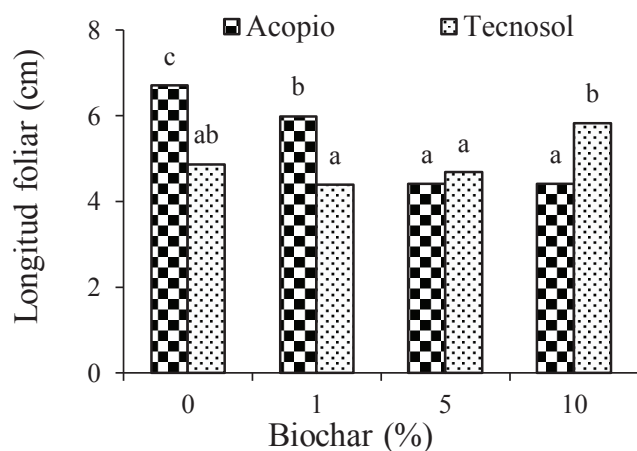 Acopio Tecnosol
Longitud foliar (cm)
8
6
4
2
0
c
ab
b
a
a
a
a
b
0 1 5 10
Biochar (%)